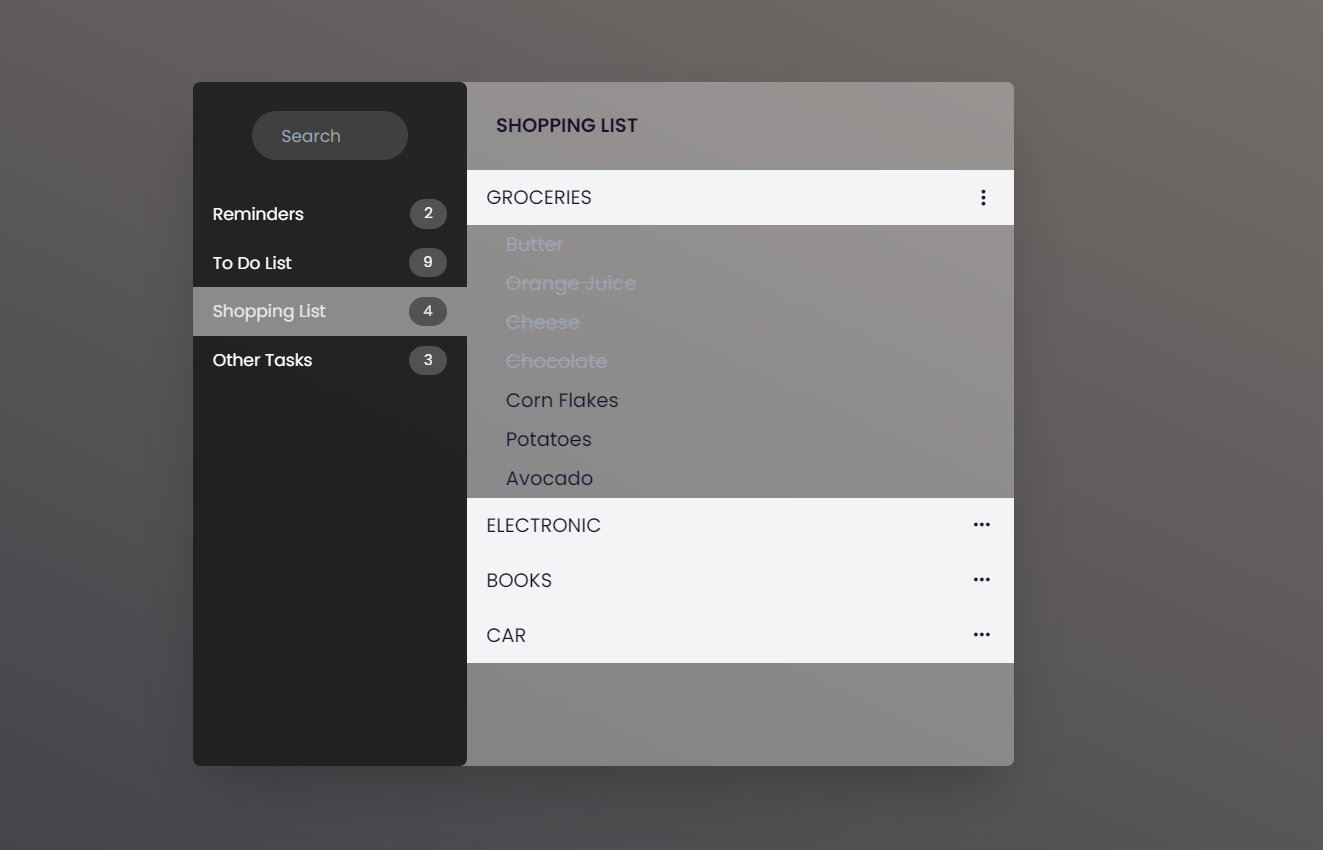 Search
Reminders 2
To Do List 9
Shopping List 4
Other Tasks 3
SHOPPING LIST
GROCERIES
Butter
Orange Juice
Cheese
Chocolate
Corn Flakes
Potatoes
Avocado
ELECTRONIC
BOOKS
CAR